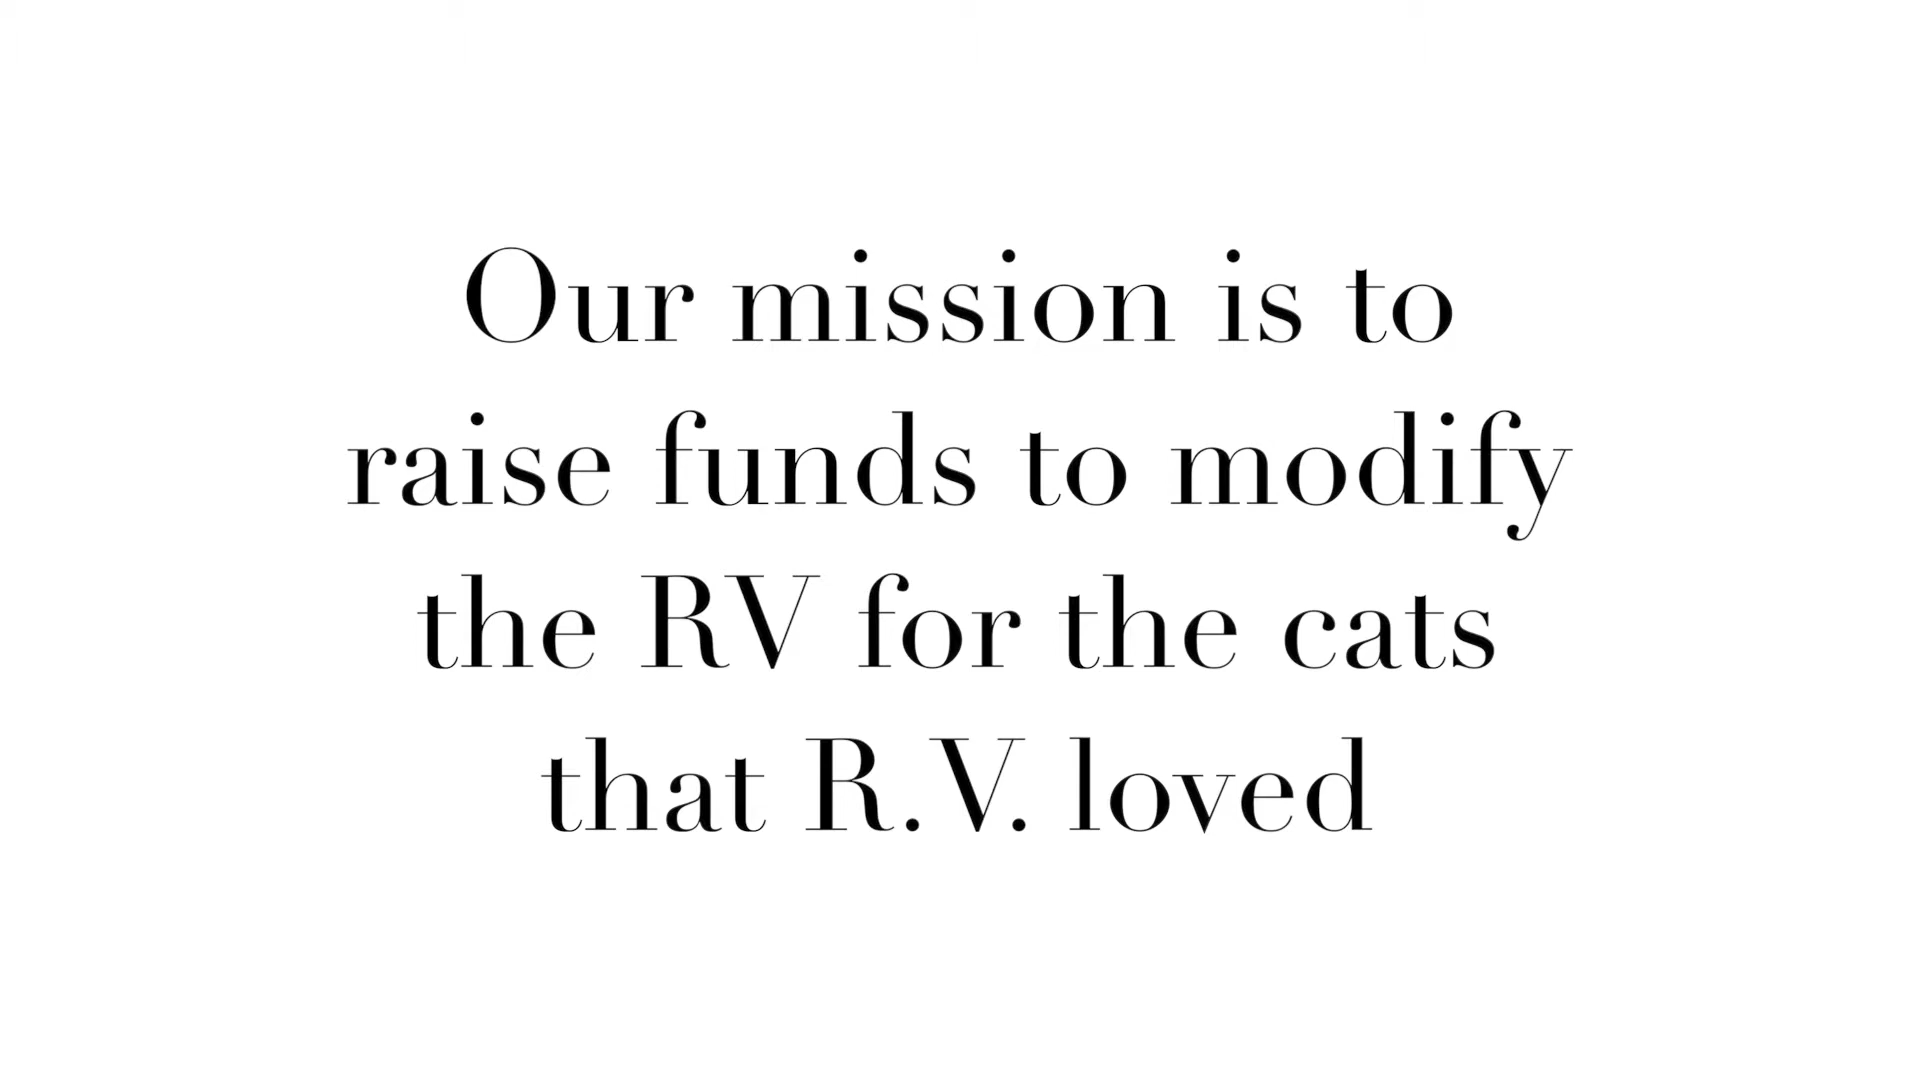 Our mission is to
raise funds to modify
the RV for the cats
that R.V. loved